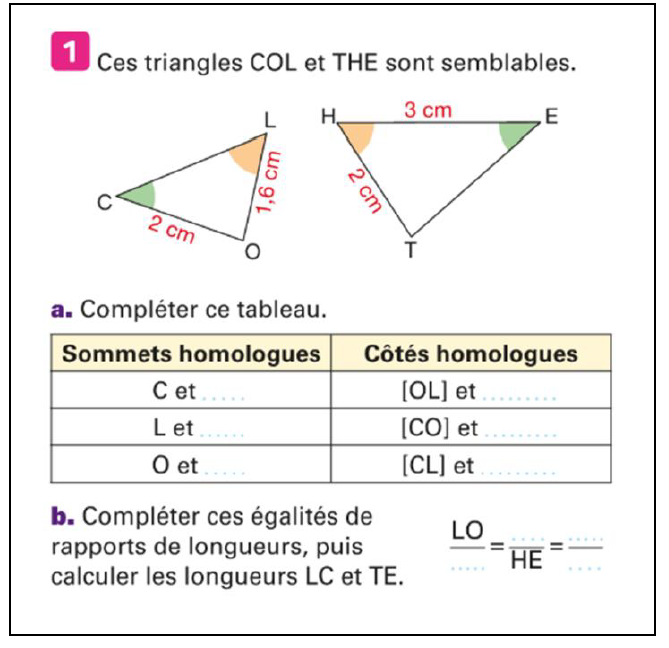 1 Ces triangles COL et THE sont semblables.
L
C
O
2 cm
1,6 cm
H
3 cm
E
2 cm
T
a. Compléter ce tableau.
Sommets homologues Côtés homologues
C et ..... [OL] et .........
L et ...... [CO] et .........
O et ..... [CL] et .........
b. Compléter ces égalités de
rapports de longueurs, puis
calculer les longueurs LC et TE.
LO/..... = ..../HE = ...../....